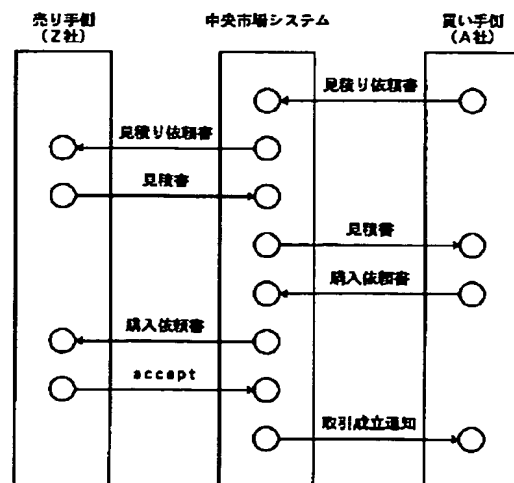 売り手側
(Z社)
中央市場システム
買い手側
(A社)
見積り依頼書
見積り依頼書
見積書
見積書
購入依頼書
購入依頼書
accept
取引成立通知